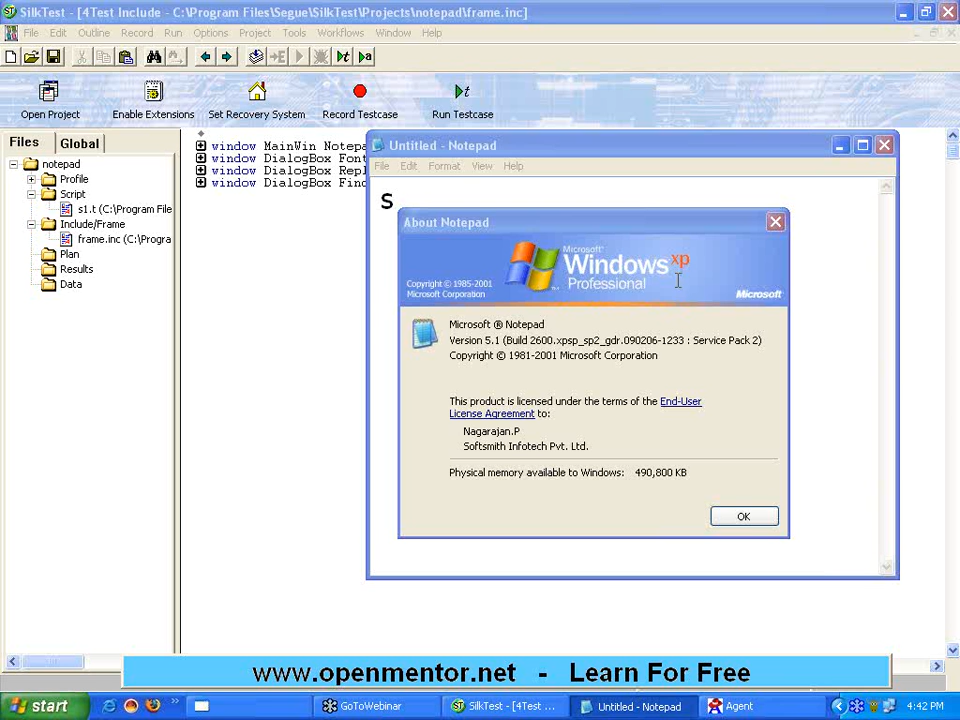 SilkTest - [4Test Include - C:\Program Files\Segue\SilkTest\Projects\notepad\frame.inc]
File Edit Outline Record Run Options Project Tools Workflows Window Help
Open Project Enable Extensions Set Recovery System Record Testcase Run Testcase
Files Global
notepad
Profile
Script
s1.t (C:\Program File
Include/Frame
frame.inc (C:\Progra
Plan
Results
Data
window MainWin Notepa
window DialogBox Font
window DialogBox Repl
window DialogBox Find
Untitled - Notepad
File Edit Format View Help
S
About Notepad
Microsoft®
Windows xp
Professional
Copyright © 1985-2001
Microsoft Corporation
Microsoft
Microsoft ® Notepad
Version 5.1 (Build 2600.xpsp_sp2_gdr.090206-1233 : Service Pack 2)
Copyright © 1981-2001 Microsoft Corporation
This product is licensed under the terms of the End-User
License Agreement to:
Nagarajan.P
Softsmith Infotech Pvt. Ltd.
Physical memory available to Windows: 490,800 KB
OK
www.openmentor.net - Learn For Free
start GoToWebinar SilkTest - [4Test ... Untitled - Notepad Agent 4:42 PM